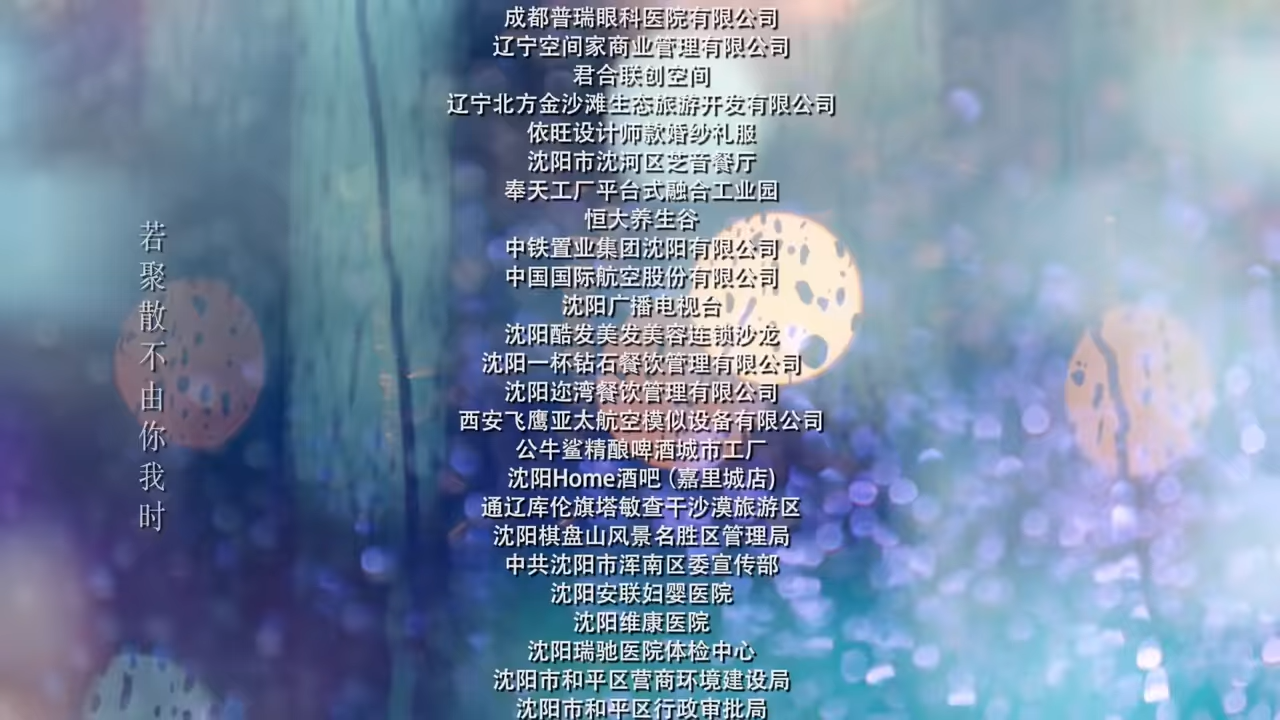 成都普瑞眼科医院有限公司
辽宁空间家商业管理有限公司
君合联创空间
辽宁北方金沙滩生态旅游开发有限公司
依旺设计师款婚纱礼服
沈阳市沈河区芝音餐厅
奉天工厂平台式融合工业园
恒大养生谷
中铁置业集团沈阳有限公司
中国国际航空股份有限公司
沈阳广播电视台
沈阳酷发美发美容连锁沙龙
沈阳一杯钻石餐饮管理有限公司
沈阳迩湾餐饮管理有限公司
西安飞鹰亚太航空模似设备有限公司
公牛鲨精酿啤酒城市工厂
沈阳Home酒吧（嘉里城店）
通辽库伦旗塔敏查干沙漠旅游区
沈阳棋盘山风景名胜区管理局
中共沈阳市浑南区委宣传部
沈阳安联妇婴医院
沈阳维康医院
沈阳瑞驰医院体检中心
沈阳市和平区营商环境建设局
沈阳市和平区行政审批局
若聚散不由你我时